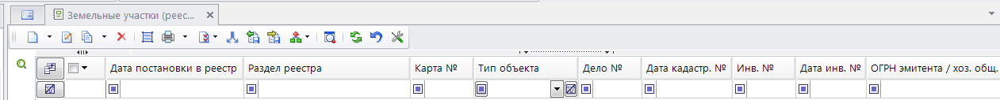 Земельные участки (реес...
Дата постановки в реестр Раздел реестра Карта № Тип объекта Дело № Дата кадастр. № Инв. № Дата инв. № ОГРН эмитента / хоз. общ.